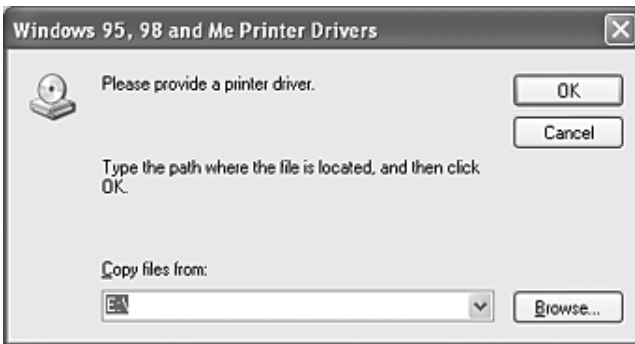 Windows 95, 98 and Me Printer Drivers
Please provide a printer driver.
OK
Cancel
Type the path where the file is located, and then click
OK.
Copy files from:
E:\
Browse...